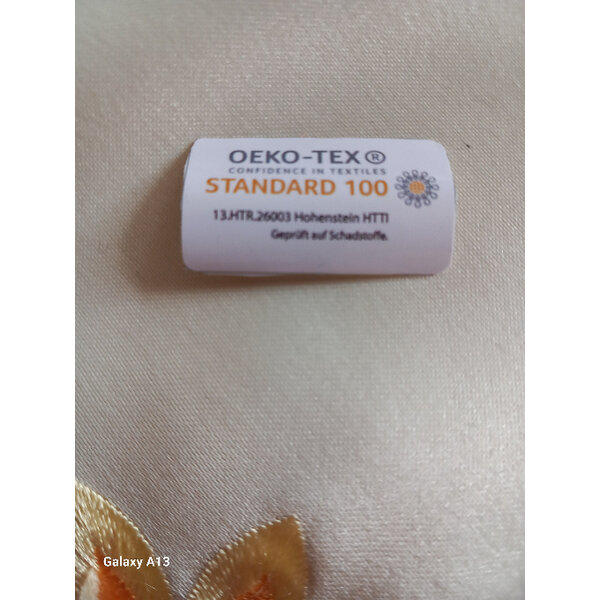 OEKO-TEX®
CONFIDENCE IN TEXTILES
STANDARD 100
13.HTR.26003 Hohenstein HTTI
Geprüft auf Schadstoffe.
Galaxy A13